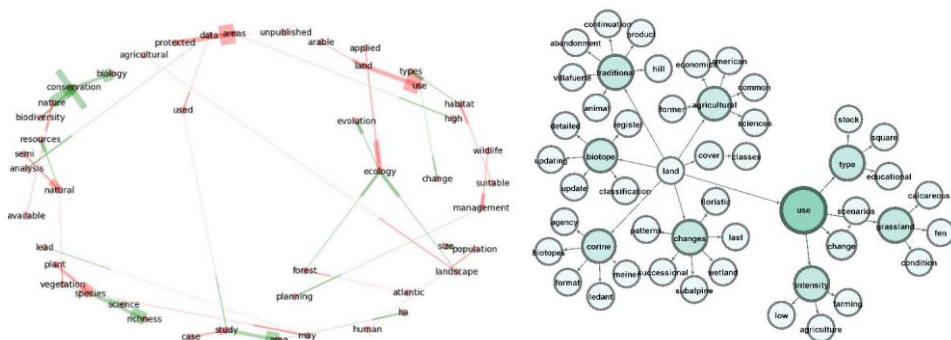 data areas unpublished
protected
agricultural
arable
applied
land
types
use
biology
conservation
nature
biodiversity
used
evolution
habitat
high
resources
semi
analysis
natural
ecology
change
wildlife
suitable
management
available
lead
plant
vegetation
species
science
richness
size
population
landscape
forest
planning
atlantic
ha
human
may
study
case
area
continuation
product
abandonment
traditional
hill
villafuerte
animal
economics
american
agricultural
common
former
sciences
detailed
register
biotope
updating
update
classification
land
cover
classes
stock
square
type
educational
use
scenarios
calcareous
grassland
fen
change
condition
floristic
patterns
changes
last
successional
wetland
subalpine
agency
biotopes
corine
format
meinel
ledant
intensity
low
farming
agriculture